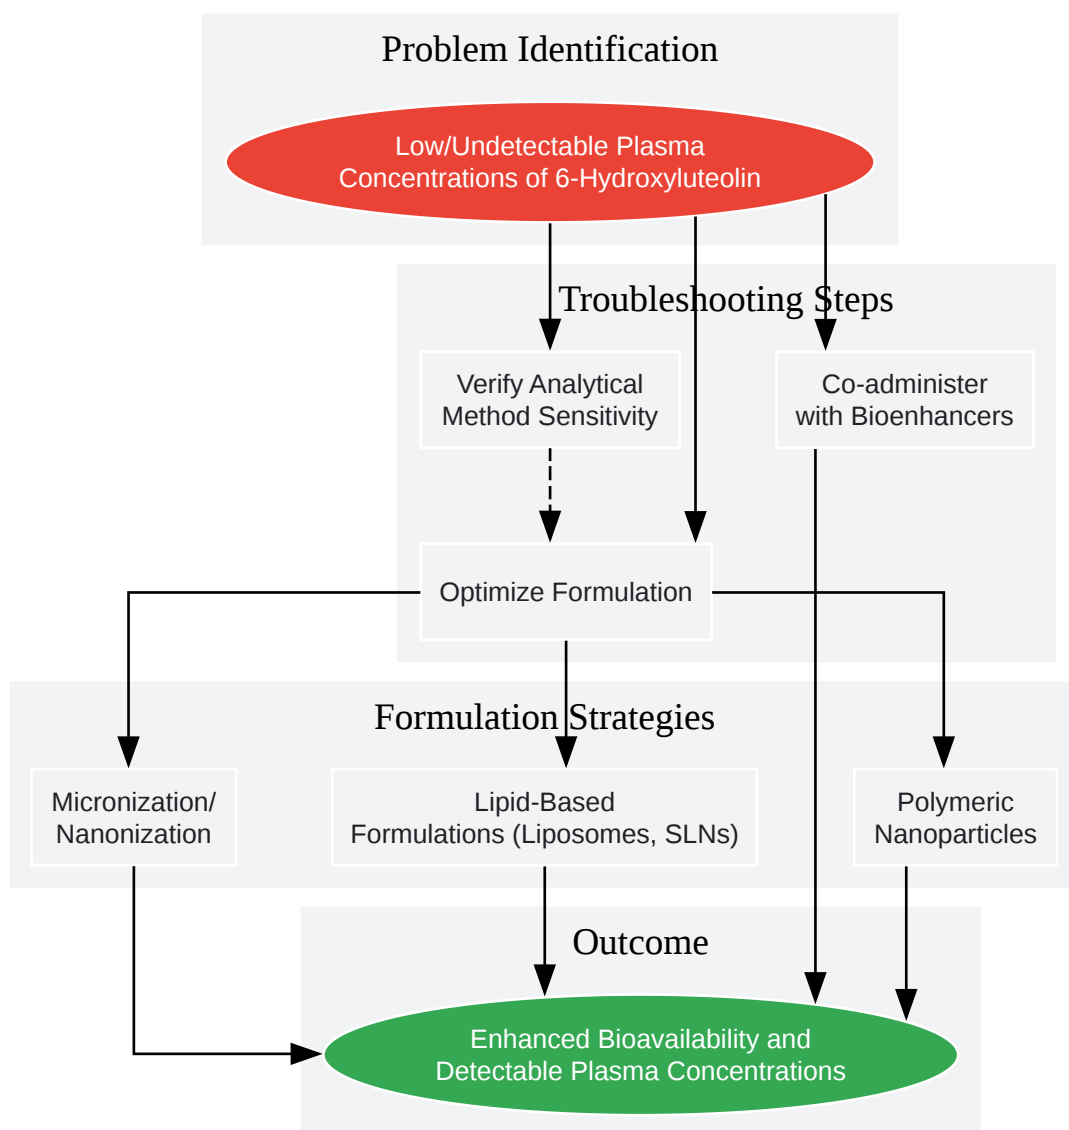 Problem Identification
Low/Undetectable Plasma
Concentrations of 6-Hydroxyluteolin
Troubleshooting Steps
Verify Analytical
Method Sensitivity
Co-administer
with Bioenhancers
Optimize Formulation
Formulation Strategies
Micronization/
Nanonization
Lipid-Based
Formulations (Liposomes, SLNs)
Polymeric
Nanoparticles
Outcome
Enhanced Bioavailability and
Detectable Plasma Concentrations